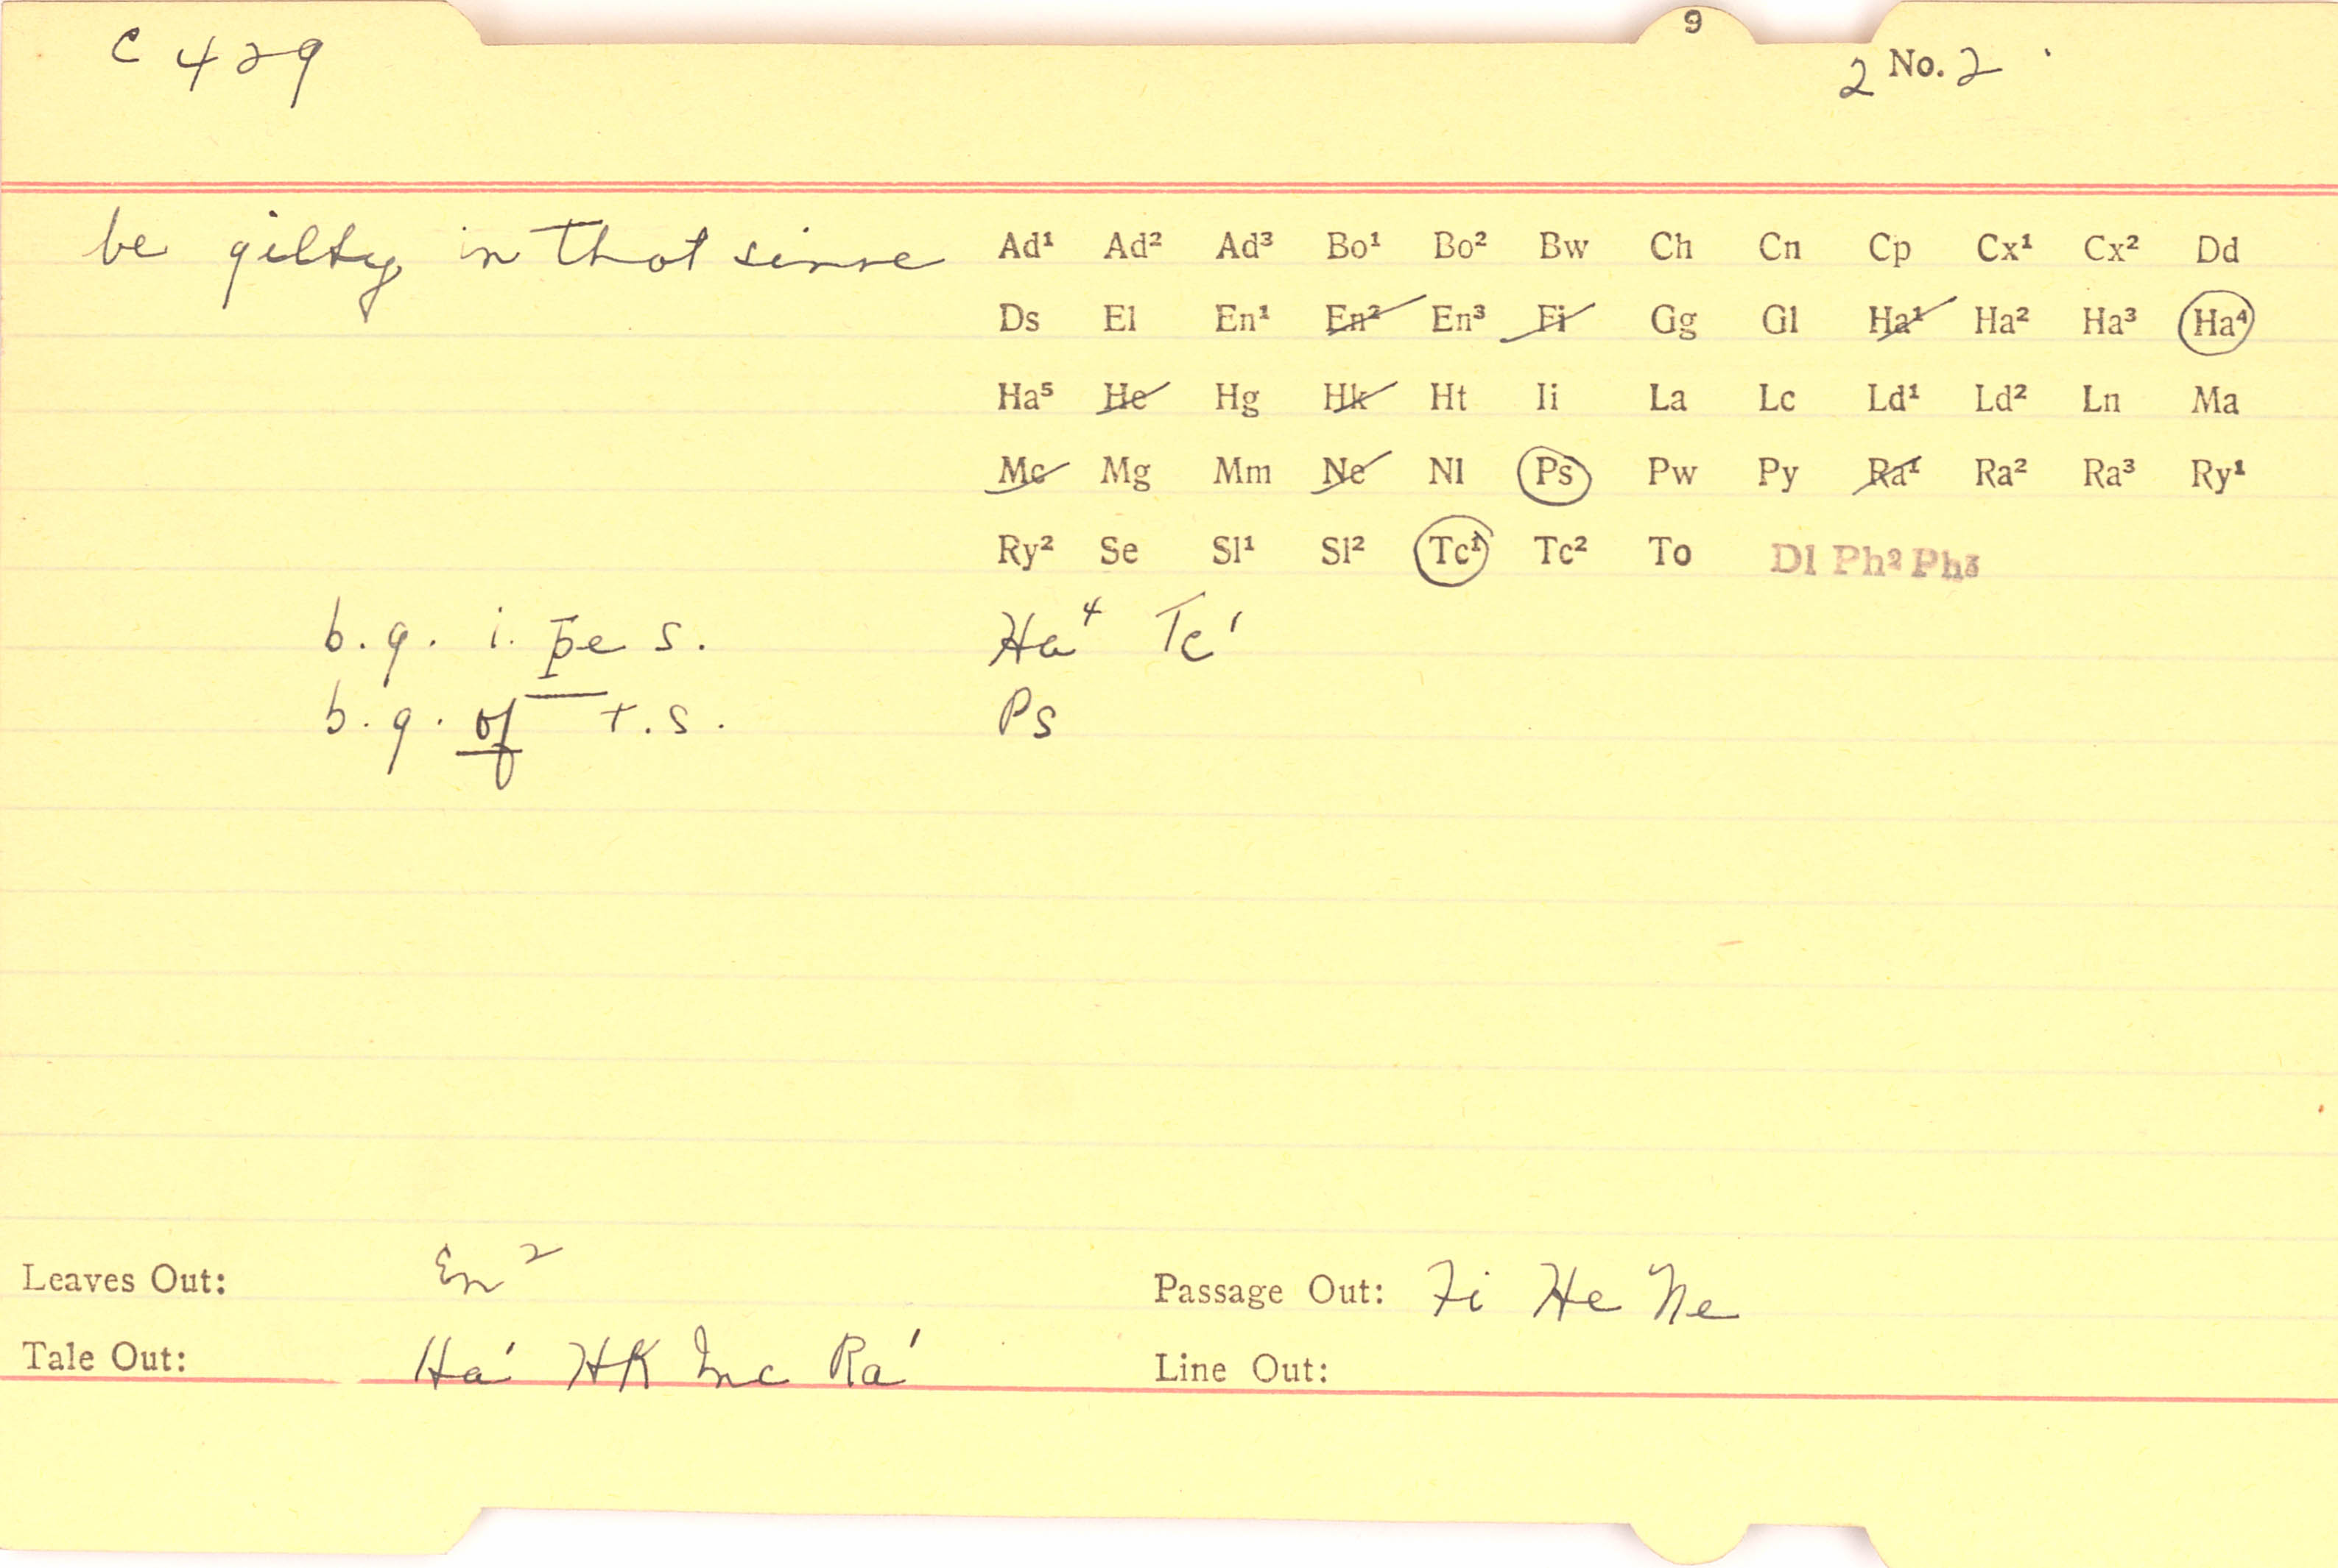 9
C 429
2 No. 2
be gilty in that sinne
Ad¹ Ad² Ad³ Bo¹ Bo² Bw Ch Cn Cp Cx¹ Cx² Dd
Ds El En¹ En² En³ Fi Gg Gl Ha¹ Ha² Ha³ Ha⁴
Ha⁵ He Hg Hk Ht Ii La Lc Ld¹ Ld² Ln Ma
Mc Mg Mm Ne Nl Ps Pw Py Ra¹ Ra² Ra³ Ry¹
Ry² Se Sl¹ Sl² Tc¹ Tc² To Dl Ph² Ph³
b. g. i. þe s. Ha⁴ Tc¹
b. g. of t. s. Ps
Leaves Out: En² Passage Out: Fi He Ne
Tale Out: Ha¹ HK Mc Ra¹ Line Out: